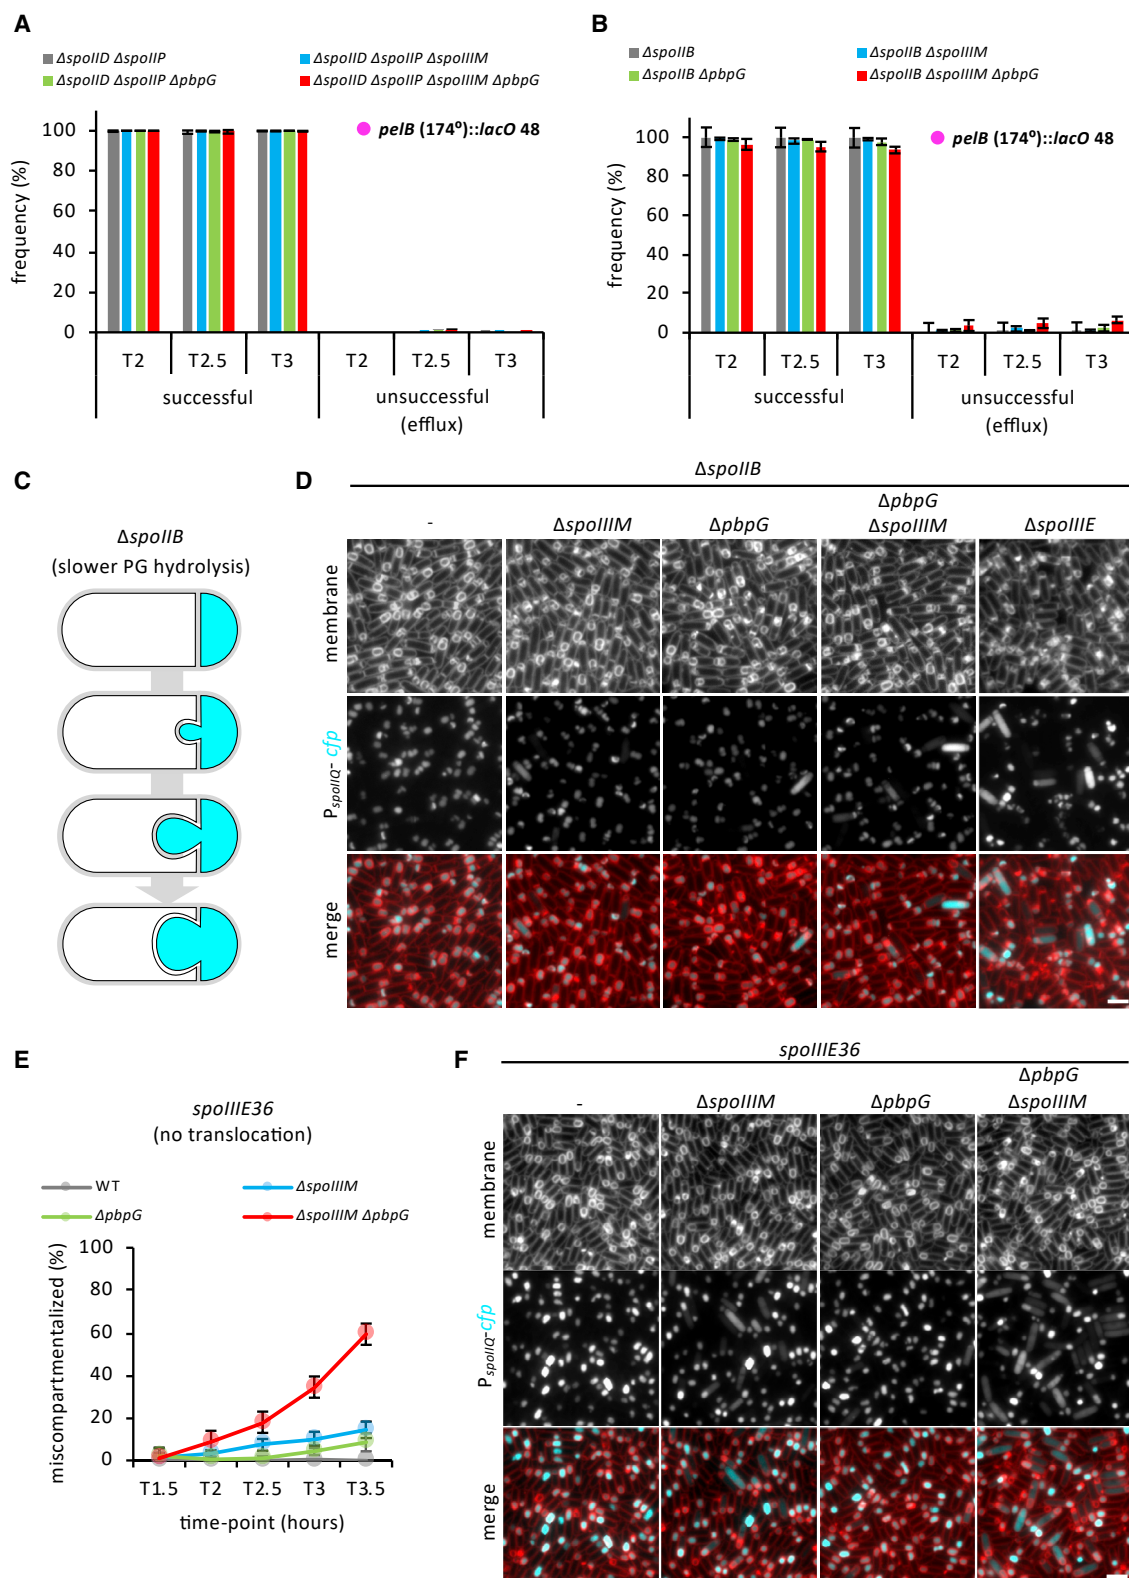 A
ΔspoIID ΔspoIIP
ΔspoIID ΔspoIIP ΔspoIIIM
ΔspoIID ΔspoIIP ΔpbpG
ΔspoIID ΔspoIIP ΔspoIIIM ΔpbpG
pelB (174º)::lacO 48
frequency (%)
100
80
60
40
20
0
T2 T2.5 T3 T2 T2.5 T3
successful unsuccessful
(efflux)
B
ΔspoIIB
ΔspoIIB ΔspoIIIM
ΔspoIIB ΔpbpG
ΔspoIIB ΔspoIIIM ΔpbpG
pelB (174º)::lacO 48
frequency (%)
100
80
60
40
20
0
T2 T2.5 T3 T2 T2.5 T3
successful unsuccessful
(efflux)
C
ΔspoIIB
(slower PG hydrolysis)
D
ΔspoIIB
- ΔspoIIIM ΔpbpG ΔpbpG ΔspoIIIM ΔspoIIIE
membrane
PspoIIQ- cfp
merge
E
spoIIIE36
(no translocation)
WT
ΔspoIIIM
ΔpbpG
ΔspoIIIM ΔpbpG
miscompartmentalized (%)
100
80
60
40
20
0
T1.5 T2 T2.5 T3 T3.5
time-point (hours)
F
spoIIIE36
- ΔspoIIIM ΔpbpG ΔpbpG ΔspoIIIM
membrane
PspoIIQ-cfp
merge